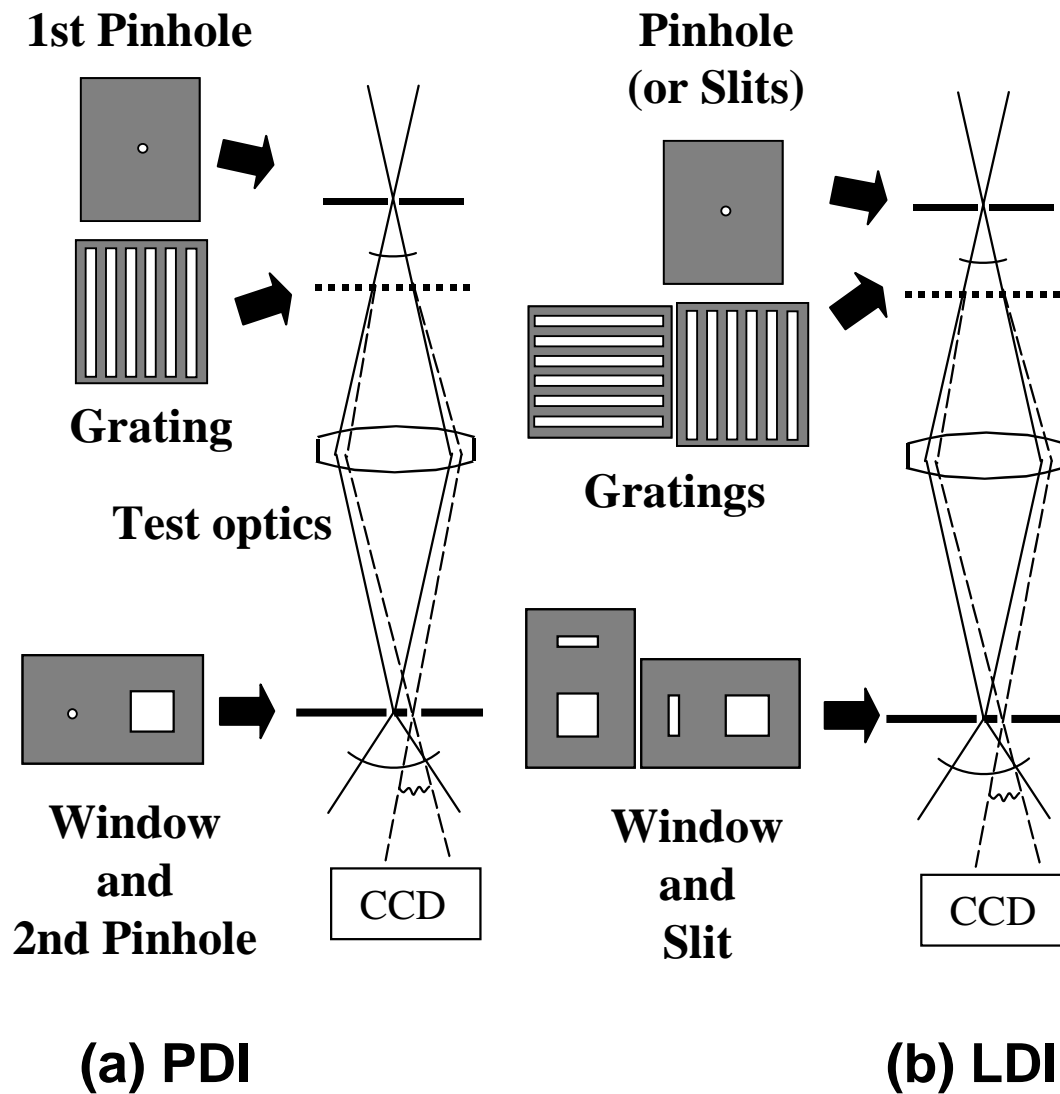 1st Pinhole
Grating
Test optics
Window
and
2nd Pinhole
CCD
(a) PDI
Pinhole
(or Slits)
Gratings
Window
and
Slit
CCD
(b) LDI